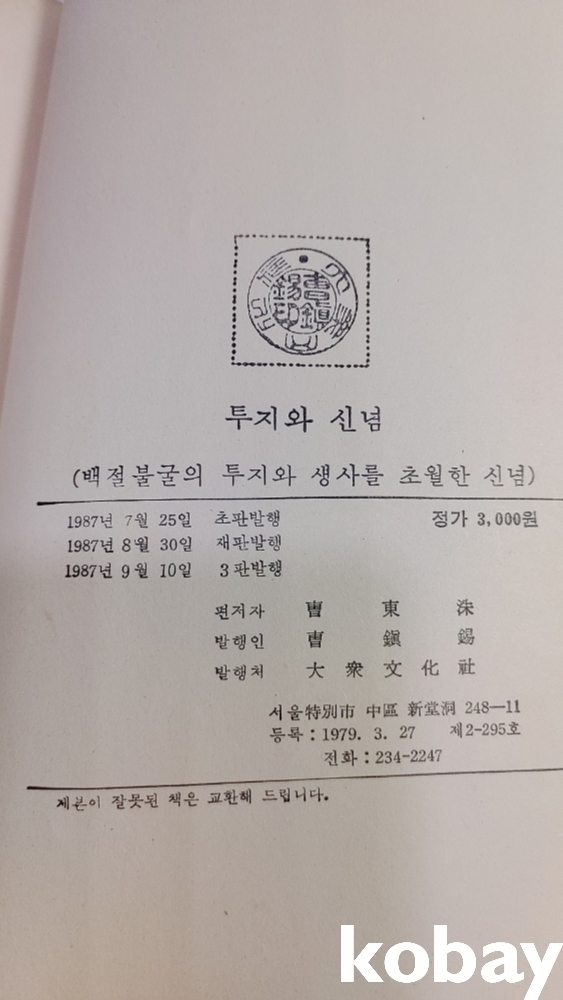 투지와 신념
(백절불굴의 투지와 생사를 초월한 신념)
1987년 7월 25일 초판발행 정가 3,000원
1987년 8월 30일 재판발행
1987년 9월 10일 3판발행
편저자 曺東洙
발행인 曺鎭錫
발행처 大衆文化社
서울特別市 中區 新堂洞 248—11
등록 : 1979. 3. 27 제2-295호
전화 : 234-2247
제본이 잘못된 책은 교환해 드립니다.
kobay